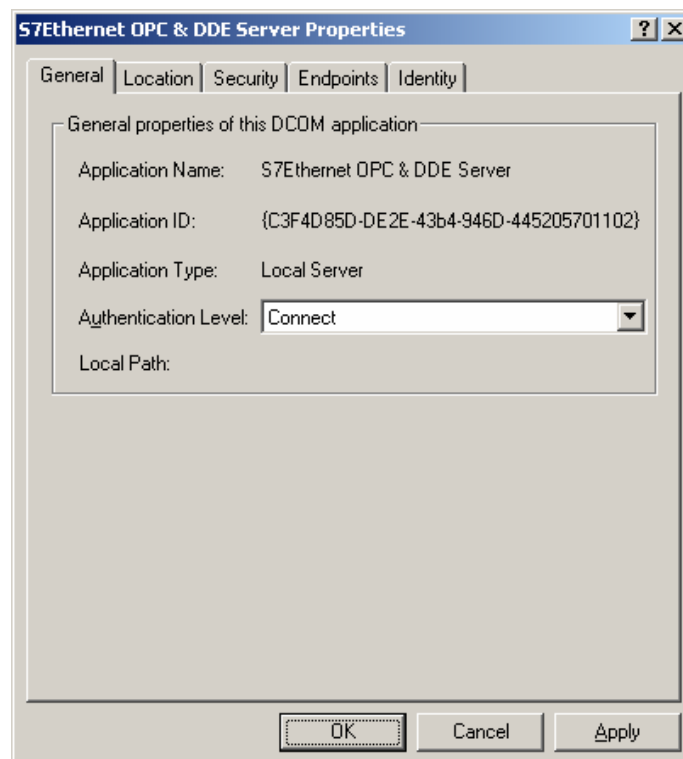 S7Ethernet OPC & DDE Server Properties
General Location Security Endpoints Identity
General properties of this DCOM application
Application Name: S7Ethernet OPC & DDE Server
Application ID: {C3F4D85D-DE2E-43b4-946D-445205701102}
Application Type: Local Server
Authentication Level: Connect
Local Path:
OK Cancel Apply